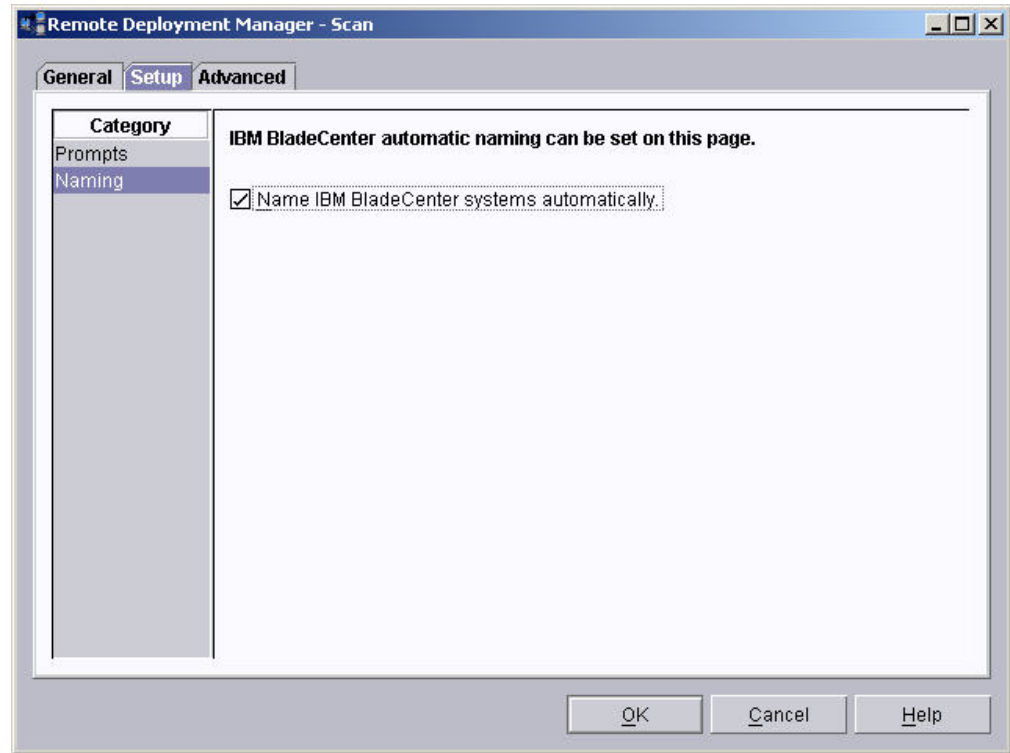 Remote Deployment Manager - Scan
General Setup Advanced
Category
Prompts
Naming
IBM BladeCenter automatic naming can be set on this page.
Name IBM BladeCenter systems automatically.
OK Cancel Help